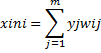 xini = ∑_{j=1}^{m} yjwij